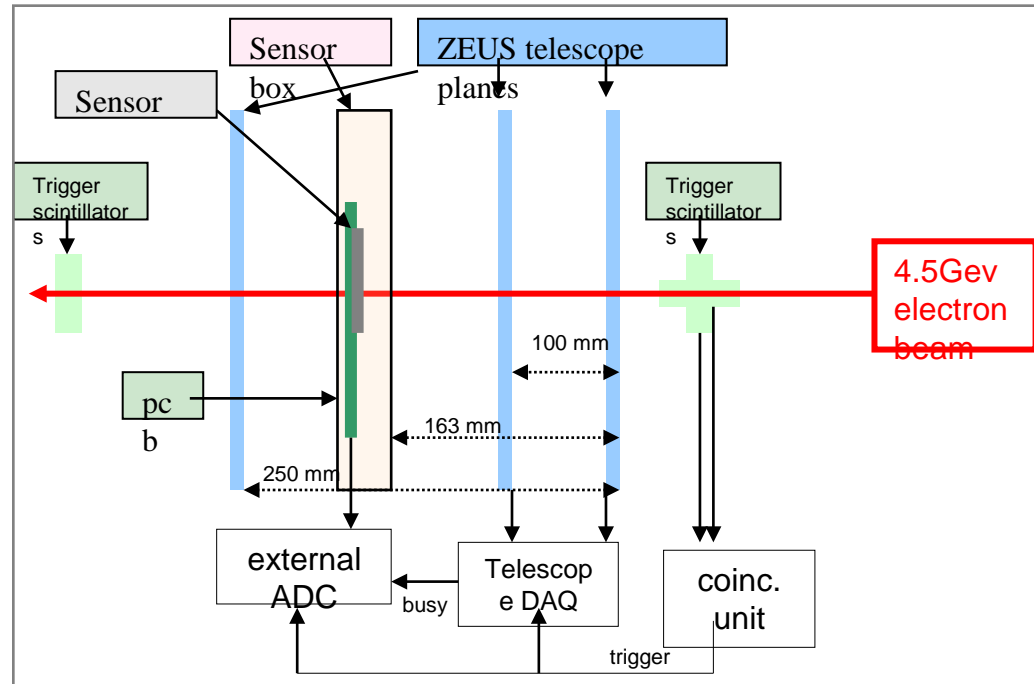 Sensor
box
ZEUS telescope
planes
Sensor
Trigger
scintillator
s
Trigger
scintillator
s
4.5Gev
electron
beam
100 mm
pc
b
163 mm
250 mm
external
ADC
busy
Telescop
e DAQ
coinc.
unit
trigger